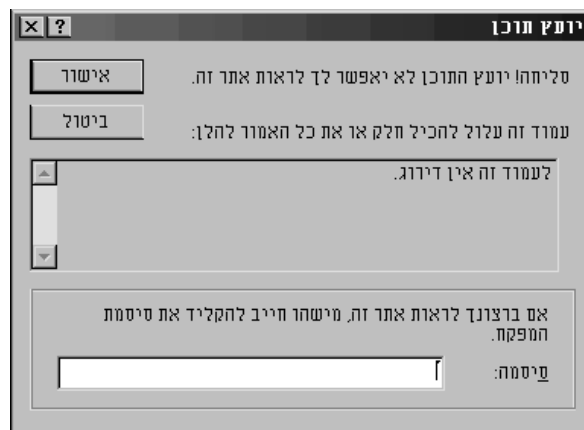 יועץ תוכן
סליחה! יועץ התוכן לא יאפשר לך לראות אתר זה.
אישור
עמוד זה עלול להכיל חלק או את כל האמור להלן:
ביטול
לעמוד זה אין דירוג.
אם ברצונך לראות אתר זה, מישהו חייב להקליד את סיסמת
המפקח.
סיסמה: